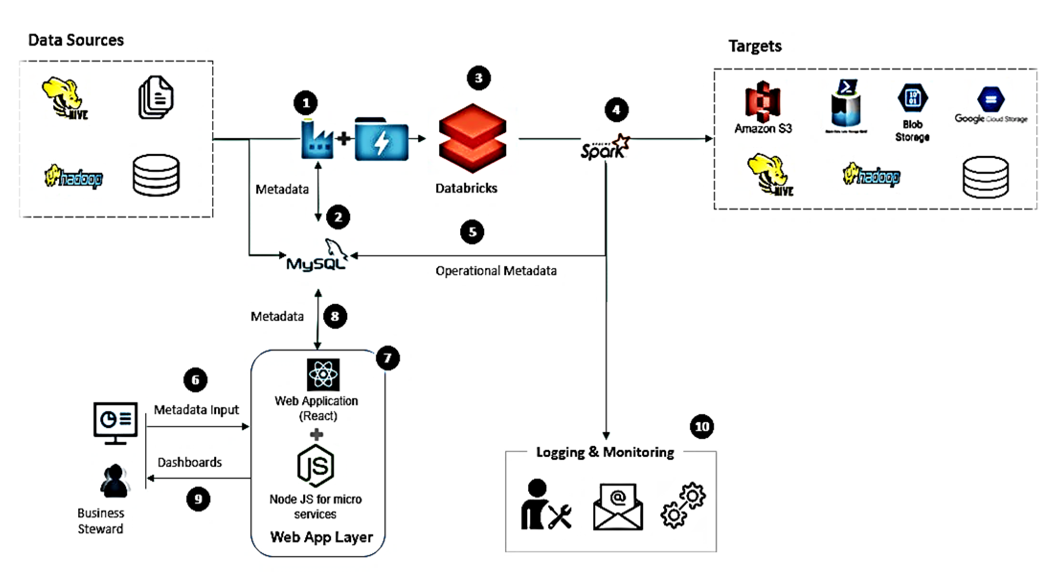 Data Sources
Targets
HIVE
hadoop
1
3
Databricks
4
Spark
Amazon S3
Blob
Storage
Google Cloud Storage
HIVE
hadoop
Metadata
2
MySQL
5
Operational Metadata
Metadata
8
7
Web Application
(React)
JS
Node JS for micro
services
Web App Layer
6
Metadata Input
Dashboards
9
Business
Steward
10
Logging & Monitoring
@